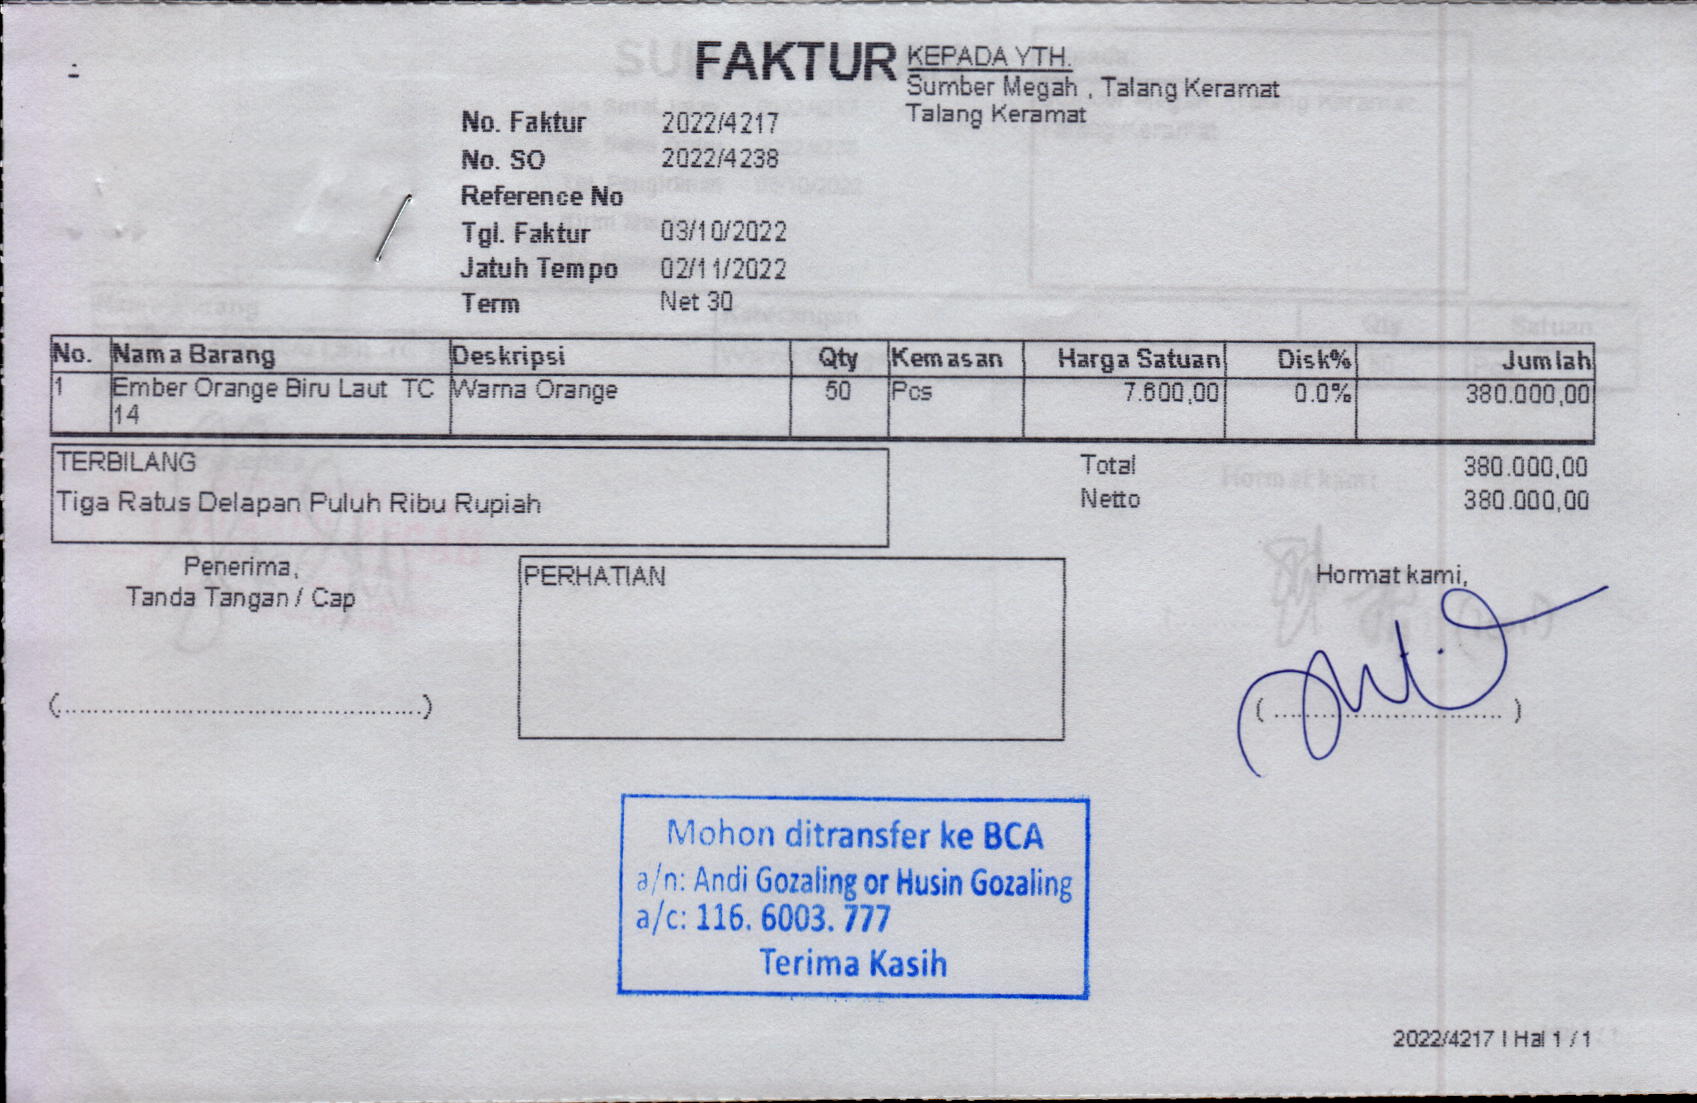 FAKTUR
KEPADA YTH.
Sumber Megah , Talang Keramat
Talang Keramat
No. Faktur 2022/4217
No. SO 2022/4238
Reference No
Tgl. Faktur 03/10/2022
Jatuh Tempo 02/11/2022
Term Net 30
No. Nama Barang Deskripsi Qty Kemasan Harga Satuan Disk% Jumlah
1 Ember Orange Biru Laut TC Warna Orange 50 Pcs 7.600,00 0.0% 380.000,00
14
TERBILANG
Tiga Ratus Delapan Puluh Ribu Rupiah
Total 380.000,00
Netto 380.000,00
Penerima,
Tanda Tangan / Cap
(..................................................)
PERHATIAN
Hormat kami,
( ............................... )
Mohon ditransfer ke BCA
a/n: Andi Gozaling or Husin Gozaling
a/c: 116. 6003. 777
Terima Kasih
2022/4217 | Hal 1 / 1